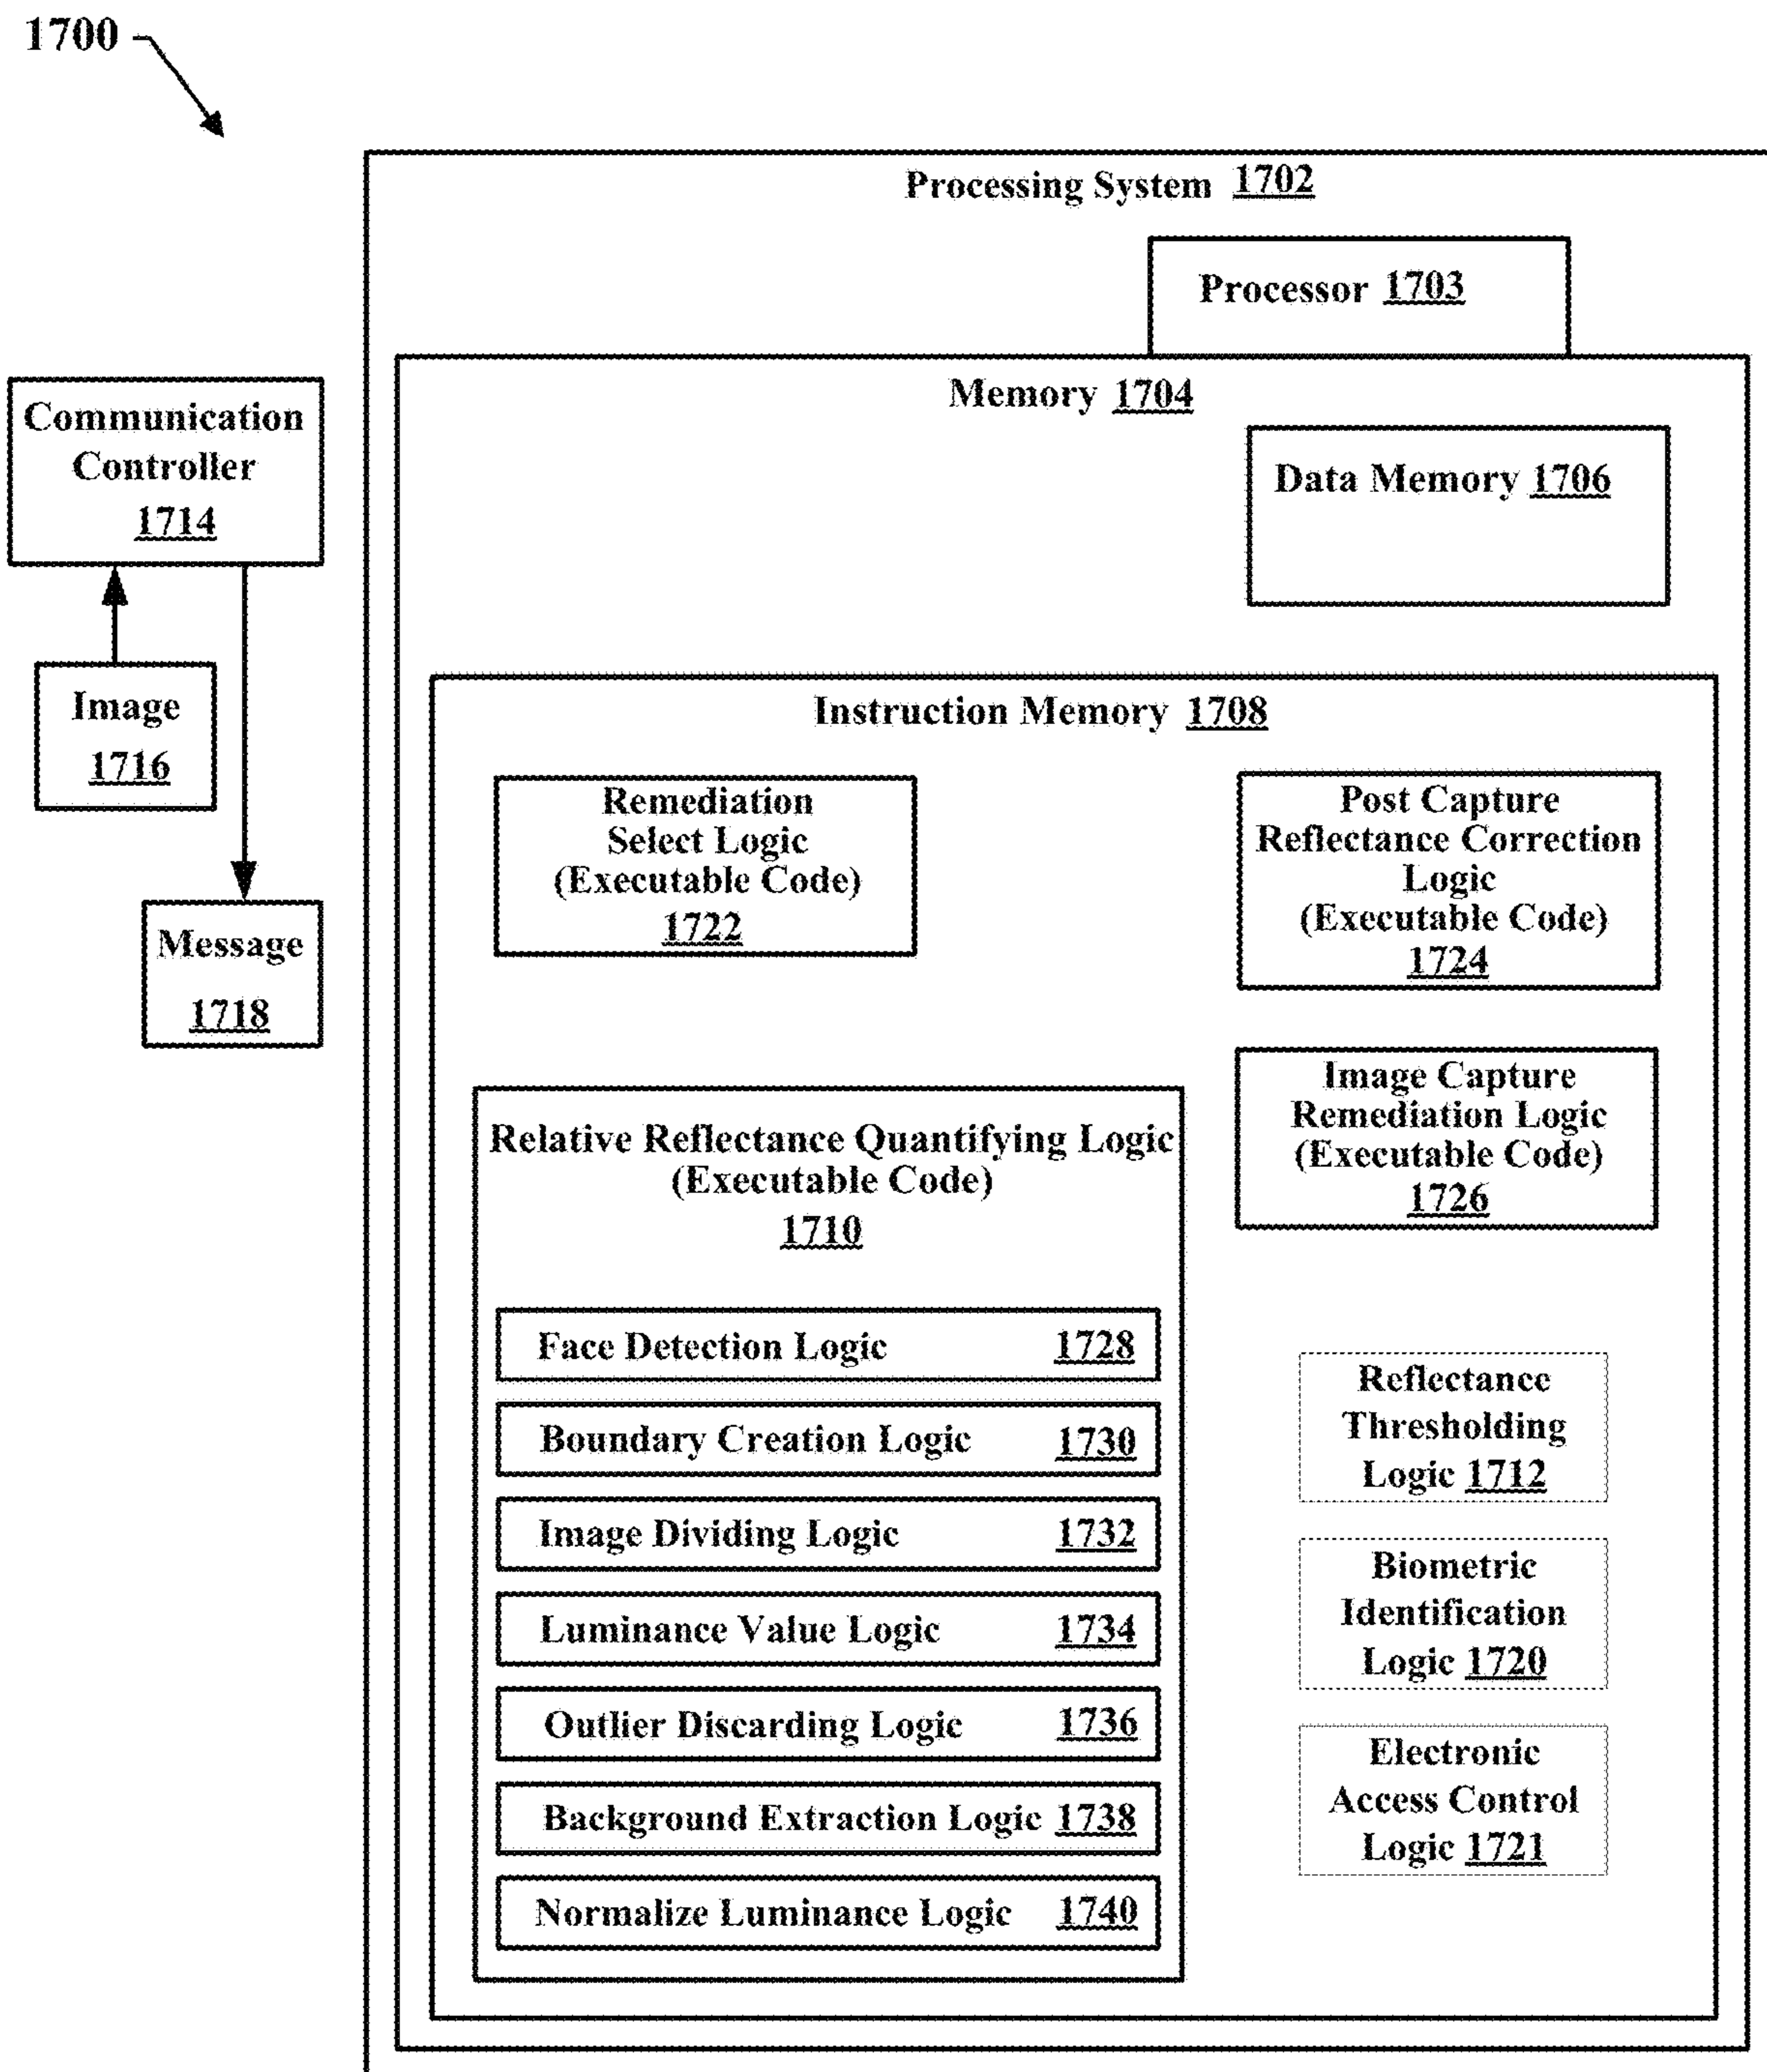 1700
Processing System 1702
Processor 1703
Memory 1704
Data Memory 1706
Communication
Controller
1714
Image
1716
Message
1718
Instruction Memory 1708
Remediation
Select Logic
(Executable Code)
1722
Post Capture
Reflectance Correction
Logic
(Executable Code)
1724
Image Capture
Remediation Logic
(Executable Code)
1726
Relative Reflectance Quantifying Logic
(Executable Code)
1710
Face Detection Logic 1728
Boundary Creation Logic 1730
Image Dividing Logic 1732
Luminance Value Logic 1734
Outlier Discarding Logic 1736
Background Extraction Logic 1738
Normalize Luminance Logic 1740
Reflectance
Thresholding
Logic 1712
Biometric
Identification
Logic 1720
Electronic
Access Control
Logic 1721